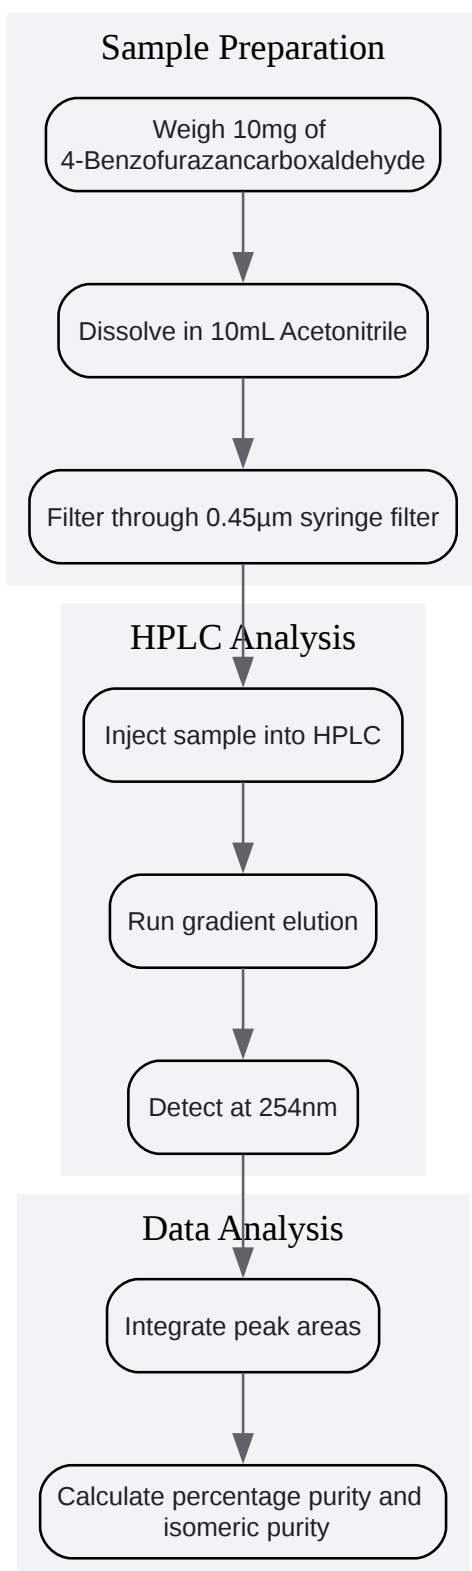 Sample Preparation
Weigh 10mg of
4-Benzofurazancarboxaldehyde
Dissolve in 10mL Acetonitrile
Filter through 0.45µm syringe filter
HPLC Analysis
Inject sample into HPLC
Run gradient elution
Detect at 254nm
Data Analysis
Integrate peak areas
Calculate percentage purity and
isomeric purity